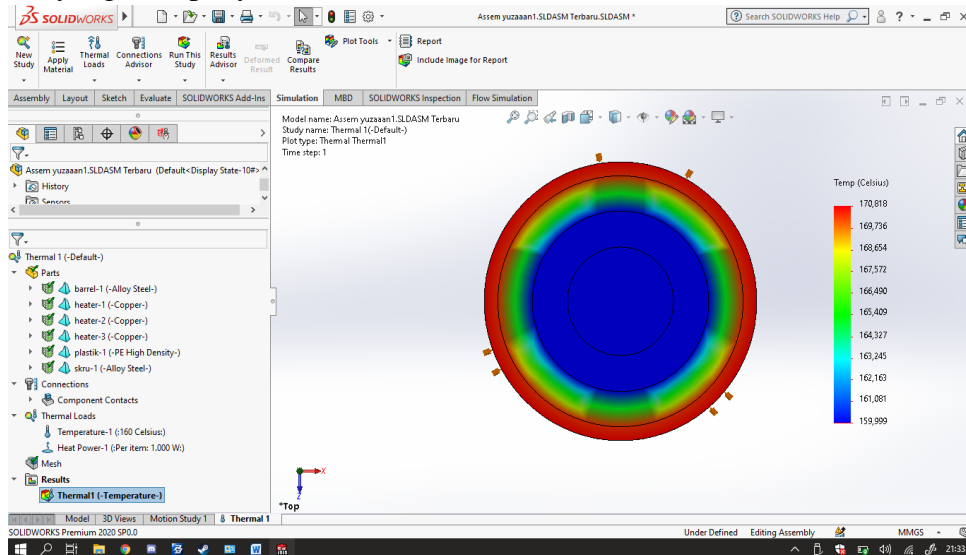 SOLIDWORKS
Assem yuzaaan1.SLDASM Terbaru.SLDASM *
Search SOLIDWORKS Help
New Study
Apply Material
Thermal Loads
Connections Advisor
Run This Study
Results Advisor
Deformed Result
Compare Results
Plot Tools
Report
Include Image for Report
Assembly Layout Sketch Evaluate SOLIDWORKS Add-Ins Simulation MBD SOLIDWORKS Inspection Flow Simulation
Model name: Assem yuzaaan1.SLDASM Terbaru
Study name: Thermal 1(-Default-)
Plot type: Thermal Thermal1
Time step: 1
Assem yuzaaan1.SLDASM Terbaru (Default<Display State-10#>)
History
Sensors
Thermal 1 (-Default-)
Parts
barrel-1 (-Alloy Steel-)
heater-1 (-Copper-)
heater-2 (-Copper-)
heater-3 (-Copper-)
plastik-1 (-PE High Density-)
skru-1 (-Alloy Steel-)
Connections
Component Contacts
Thermal Loads
Temperature-1 (:160 Celsius:)
Heat Power-1 (:Per item: 1.000 W:)
Mesh
Results
Thermal1 (-Temperature-)
Temp (Celsius)
170,818
169,736
168,654
167,572
166,490
165,409
164,327
163,245
162,163
161,081
159,999
X
Z
*Top
Model 3D Views Motion Study 1 Thermal 1
SOLIDWORKS Premium 2020 SP0.0
Under Defined Editing Assembly MMGS
21:33